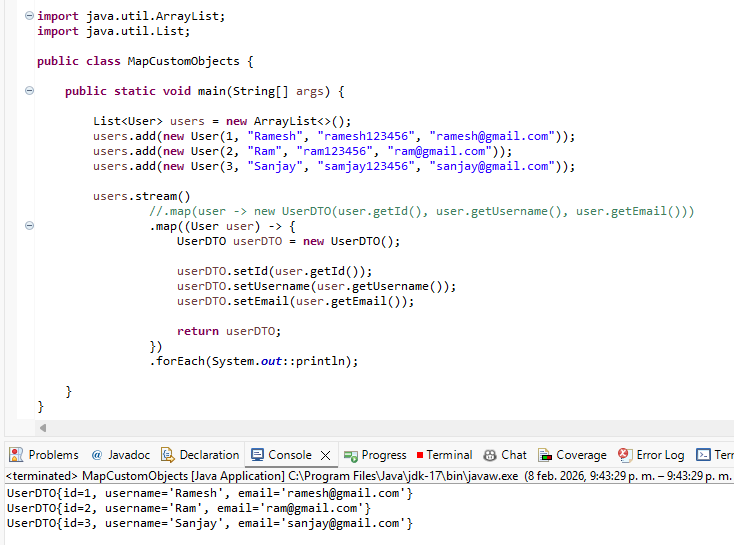 import java.util.ArrayList;
import java.util.List;
public class MapCustomObjects {
public static void main(String[] args) {
List<User> users = new ArrayList<>();
users.add(new User(1, "Ramesh", "ramesh123456", "ramesh@gmail.com"));
users.add(new User(2, "Ram", "ram123456", "ram@gmail.com"));
users.add(new User(3, "Sanjay", "samjay123456", "sanjay@gmail.com"));
users.stream()
//.map(user -> new UserDTO(user.getId(), user.getUsername(), user.getEmail()))
.map((User user) -> {
UserDTO userDTO = new UserDTO();
userDTO.setId(user.getId());
userDTO.setUsername(user.getUsername());
userDTO.setEmail(user.getEmail());
return userDTO;
})
.forEach(System.out::println);
}
}
Problems @ Javadoc Declaration Console Progress Terminal Chat Coverage Error Log Terr
<terminated> MapCustomObjects [Java Application] C:\Program Files\Java\jdk-17\bin\javaw.exe (8 feb. 2026, 9:43:29 p. m. – 9:43:29 p. m.
UserDTO{id=1, username='Ramesh', email='ramesh@gmail.com'}
UserDTO{id=2, username='Ram', email='ram@gmail.com'}
UserDTO{id=3, username='Sanjay', email='sanjay@gmail.com'}